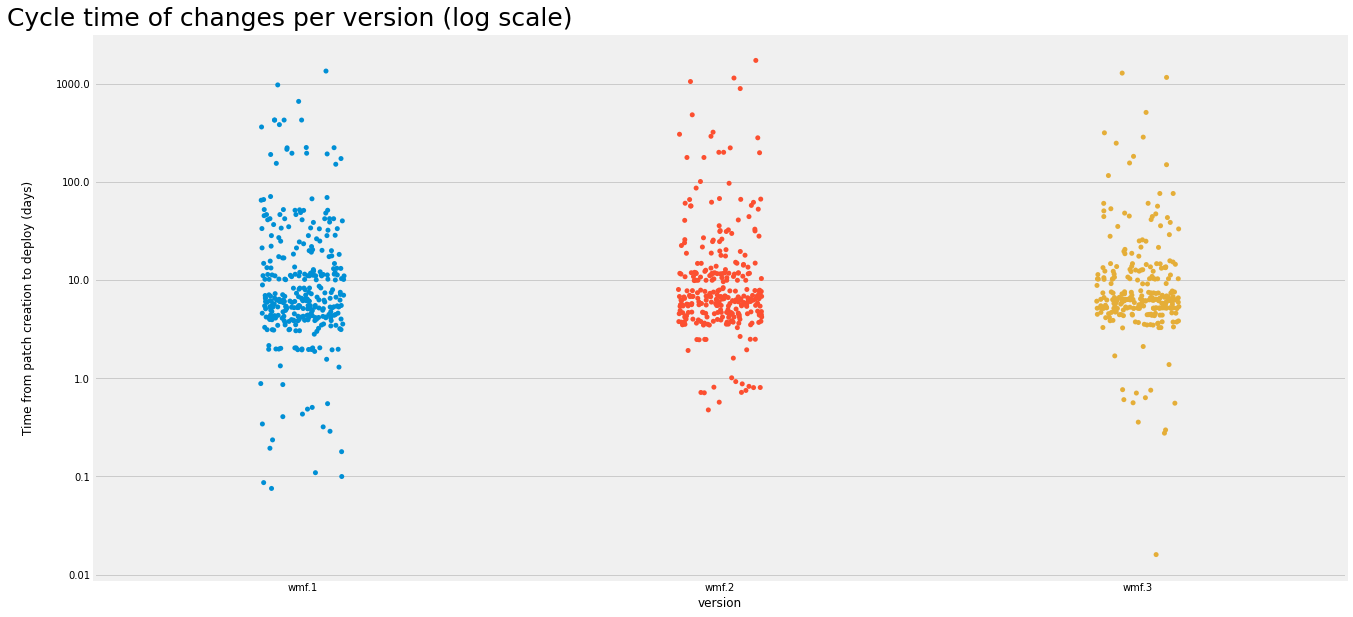 Cycle time of changes per version (log scale)
Time from patch creation to deploy (days)
1000.0
100.0
10.0
1.0
0.1
0.01
wmf.1
wmf.2
wmf.3
version